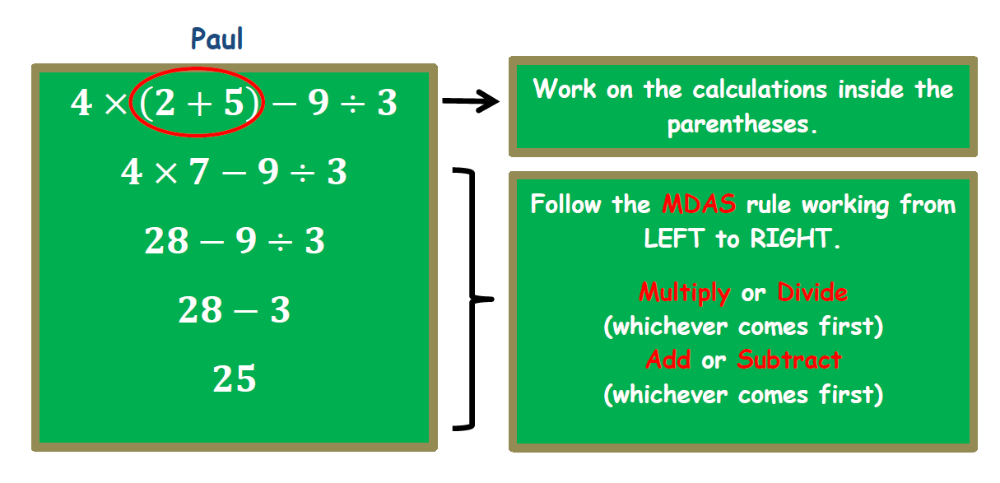 Paul
4 × (2 + 5) − 9 ÷ 3
4 × 7 − 9 ÷ 3
28 − 9 ÷ 3
28 − 3
25
Work on the calculations inside the
parentheses.
Follow the MDAS rule working from
LEFT to RIGHT.
Multiply or Divide
(whichever comes first)
Add or Subtract
(whichever comes first)